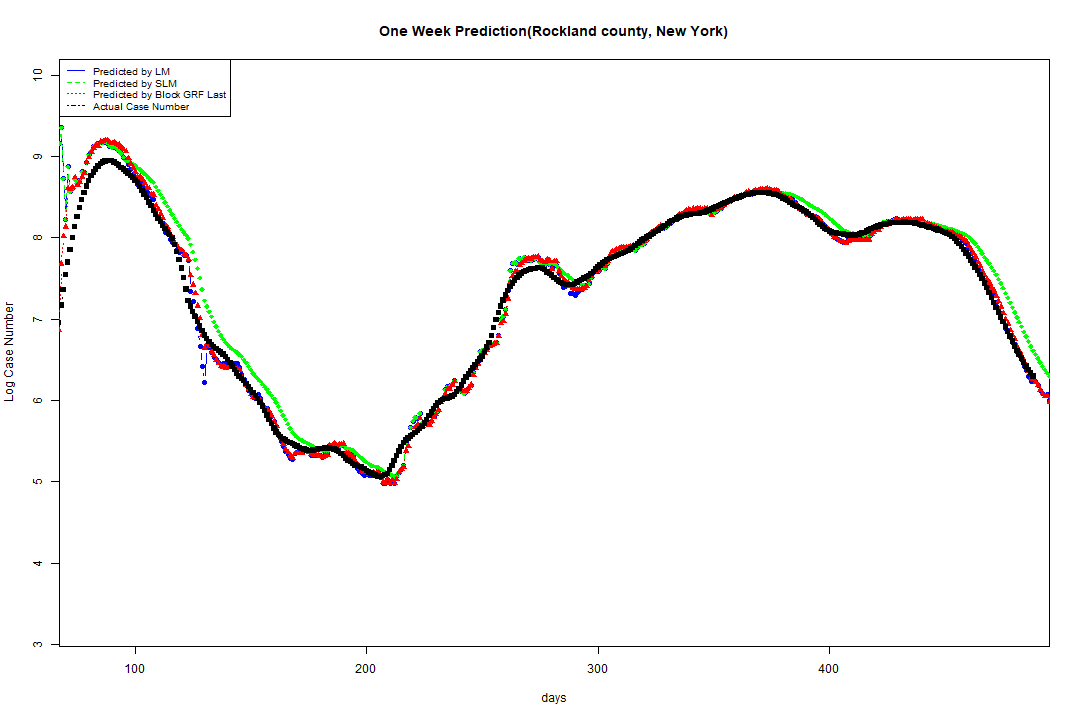 One Week Prediction(Rockland county, New York)
Predicted by LM
Predicted by SLM
Predicted by Block GRF Last
Actual Case Number
Log Case Number
10
9
8
7
6
5
4
3
100 200 300 400
days